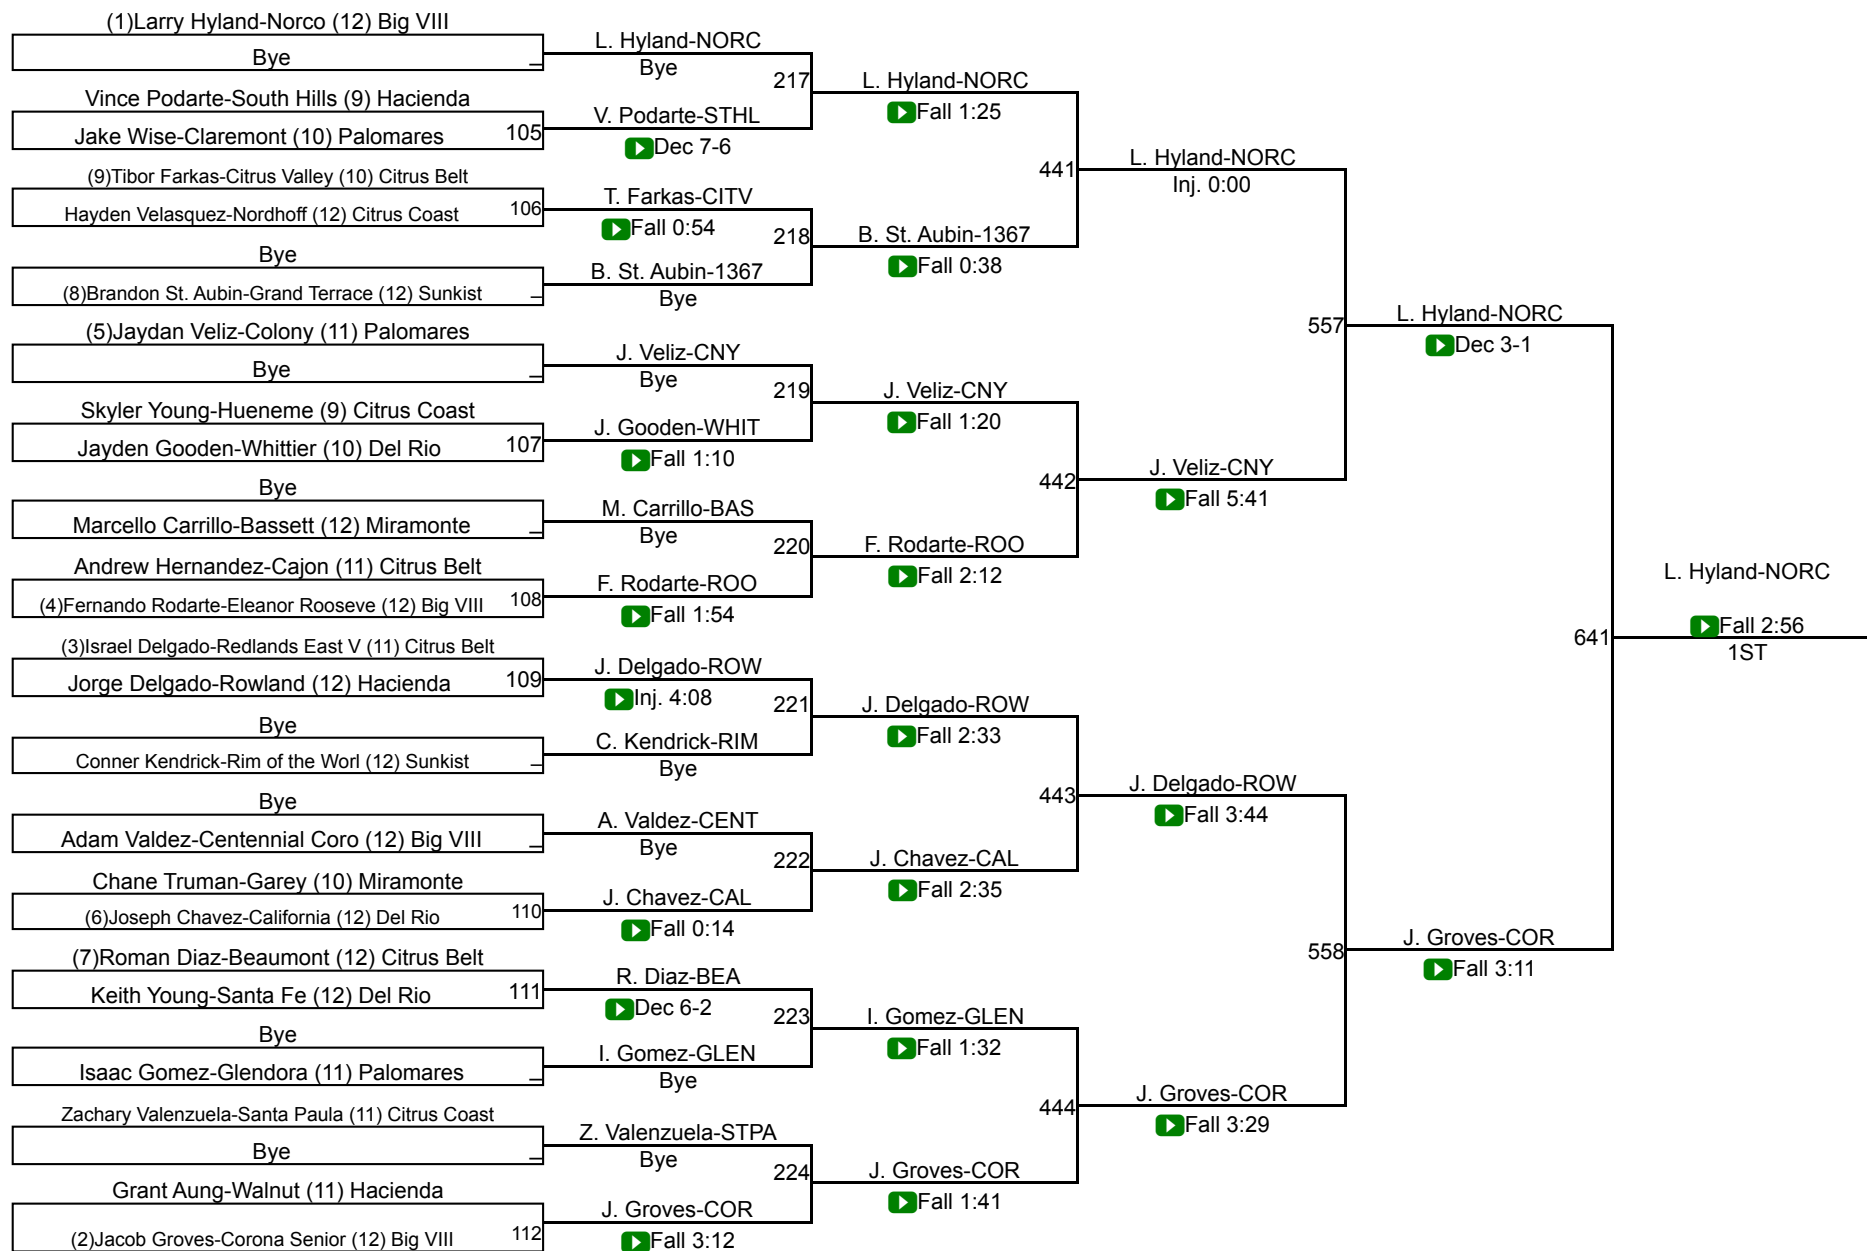 (1)Larry Hyland-Norco (12) Big VIII
Bye _
Vince Podarte-South Hills (9) Hacienda
Jake Wise-Claremont (10) Palomares 105
(9)Tibor Farkas-Citrus Valley (10) Citrus Belt
Hayden Velasquez-Nordhoff (12) Citrus Coast 106
Bye
(8)Brandon St. Aubin-Grand Terrace (12) Sunkist _
(5)Jaydan Veliz-Colony (11) Palomares
Bye _
Skyler Young-Hueneme (9) Citrus Coast
Jayden Gooden-Whittier (10) Del Rio 107
Bye
Marcello Carrillo-Bassett (12) Miramonte _
Andrew Hernandez-Cajon (11) Citrus Belt
(4)Fernando Rodarte-Eleanor Rooseve (12) Big VIII 108
(3)Israel Delgado-Redlands East V (11) Citrus Belt
Jorge Delgado-Rowland (12) Hacienda 109
Bye
Conner Kendrick-Rim of the Worl (12) Sunkist _
Bye
Adam Valdez-Centennial Coro (12) Big VIII _
Chane Truman-Garey (10) Miramonte
(6)Joseph Chavez-California (12) Del Rio 110
(7)Roman Diaz-Beaumont (12) Citrus Belt
Keith Young-Santa Fe (12) Del Rio 111
Bye
Isaac Gomez-Glendora (11) Palomares _
Zachary Valenzuela-Santa Paula (11) Citrus Coast
Bye _
Grant Aung-Walnut (11) Hacienda
(2)Jacob Groves-Corona Senior (12) Big VIII 112
L. Hyland-NORC
Bye
217
V. Podarte-STHL
Dec 7-6
T. Farkas-CITV
Fall 0:54
218
B. St. Aubin-1367
Bye
J. Veliz-CNY
Bye
219
J. Gooden-WHIT
Fall 1:10
M. Carrillo-BAS
Bye
220
F. Rodarte-ROO
Fall 1:54
J. Delgado-ROW
Inj. 4:08
221
C. Kendrick-RIM
Bye
A. Valdez-CENT
Bye
222
J. Chavez-CAL
Fall 0:14
R. Diaz-BEA
Dec 6-2
223
I. Gomez-GLEN
Bye
Z. Valenzuela-STPA
Bye
224
J. Groves-COR
Fall 3:12
L. Hyland-NORC
Fall 1:25
441
B. St. Aubin-1367
Fall 0:38
J. Veliz-CNY
Fall 1:20
442
F. Rodarte-ROO
Fall 2:12
J. Delgado-ROW
Fall 2:33
443
J. Chavez-CAL
Fall 2:35
I. Gomez-GLEN
Fall 1:32
444
J. Groves-COR
Fall 1:41
L. Hyland-NORC
Inj. 0:00
557
J. Veliz-CNY
Fall 5:41
J. Delgado-ROW
Fall 3:44
558
J. Groves-COR
Fall 3:29
L. Hyland-NORC
Dec 3-1
641
J. Groves-COR
Fall 3:11
L. Hyland-NORC
Fall 2:56
1ST